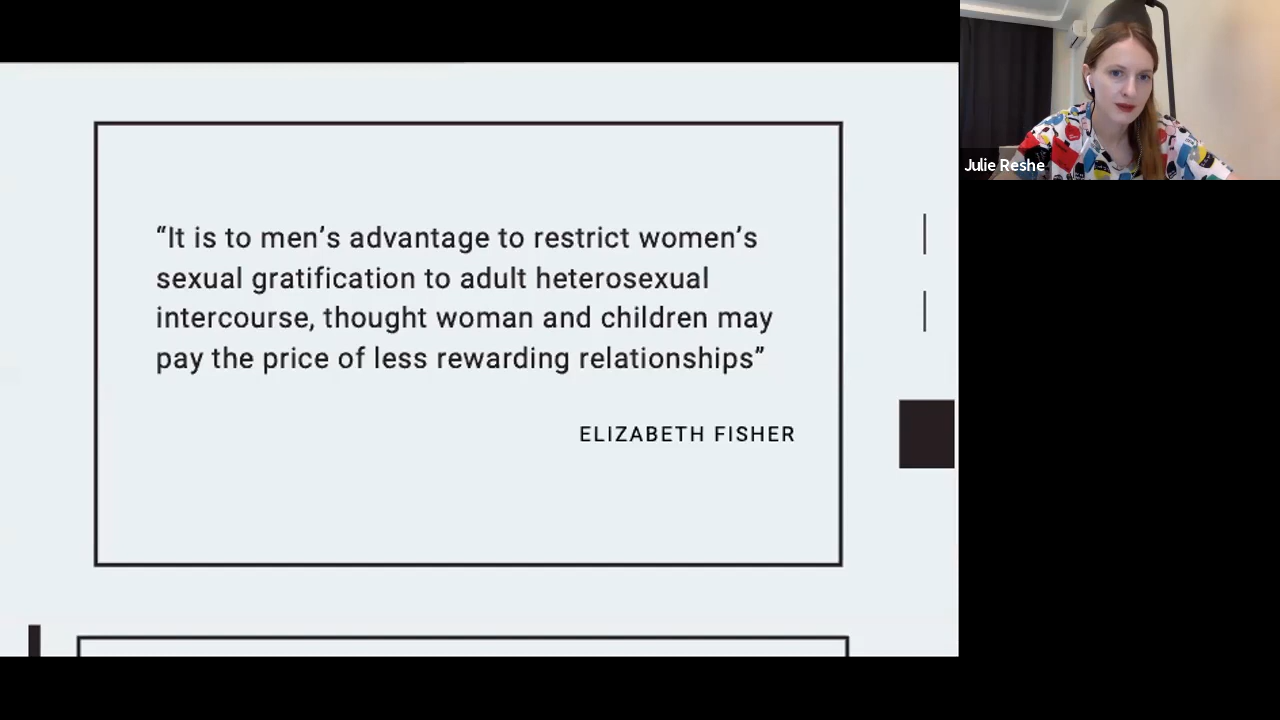 “It is to men’s advantage to restrict women’s
sexual gratification to adult heterosexual
intercourse, thought woman and children may
pay the price of less rewarding relationships”
ELIZABETH FISHER
Julie Reshe